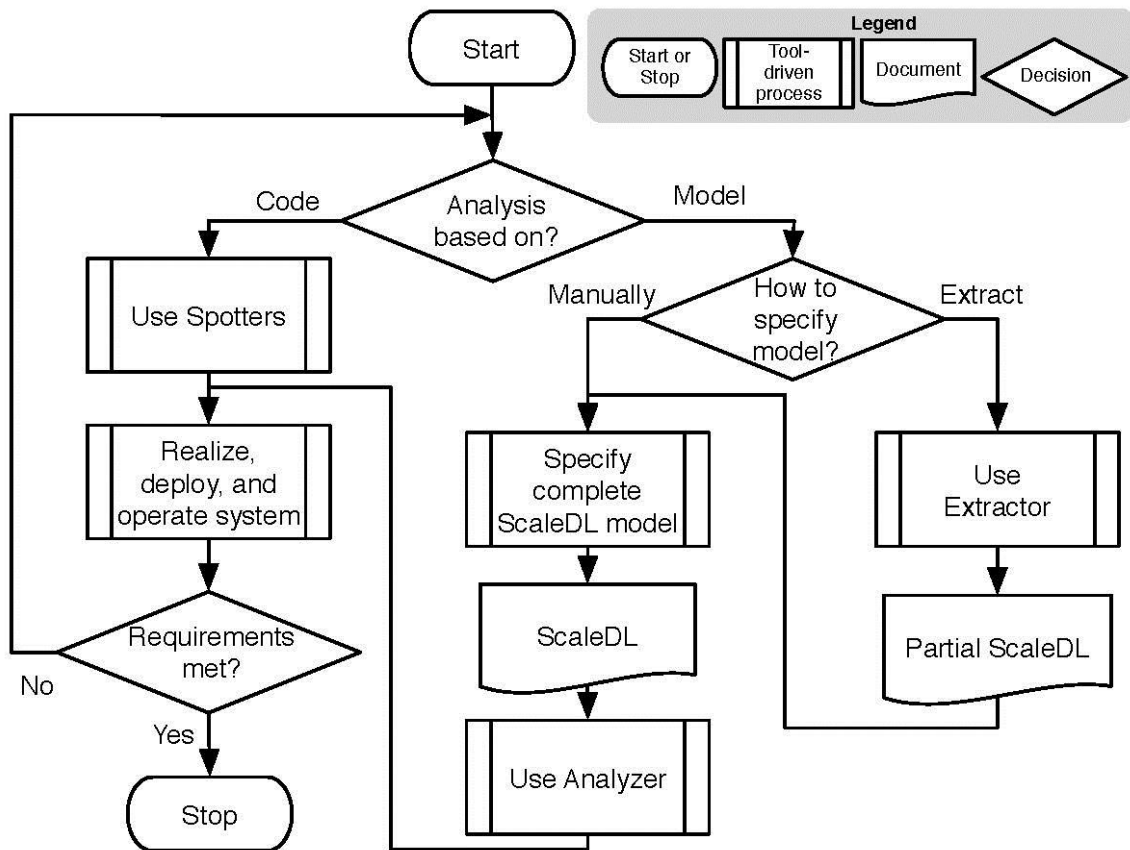 Start
Legend
Start or
Stop
Tool-
driven
process
Document
Decision
Analysis
based on?
Code
Model
Use Spotters
How to
specify
model?
Manually
Extract
Realize,
deploy, and
operate system
Specify
complete
ScaleDL model
Use
Extractor
Requirements
met?
No
Yes
ScaleDL
Partial ScaleDL
Use Analyzer
Stop